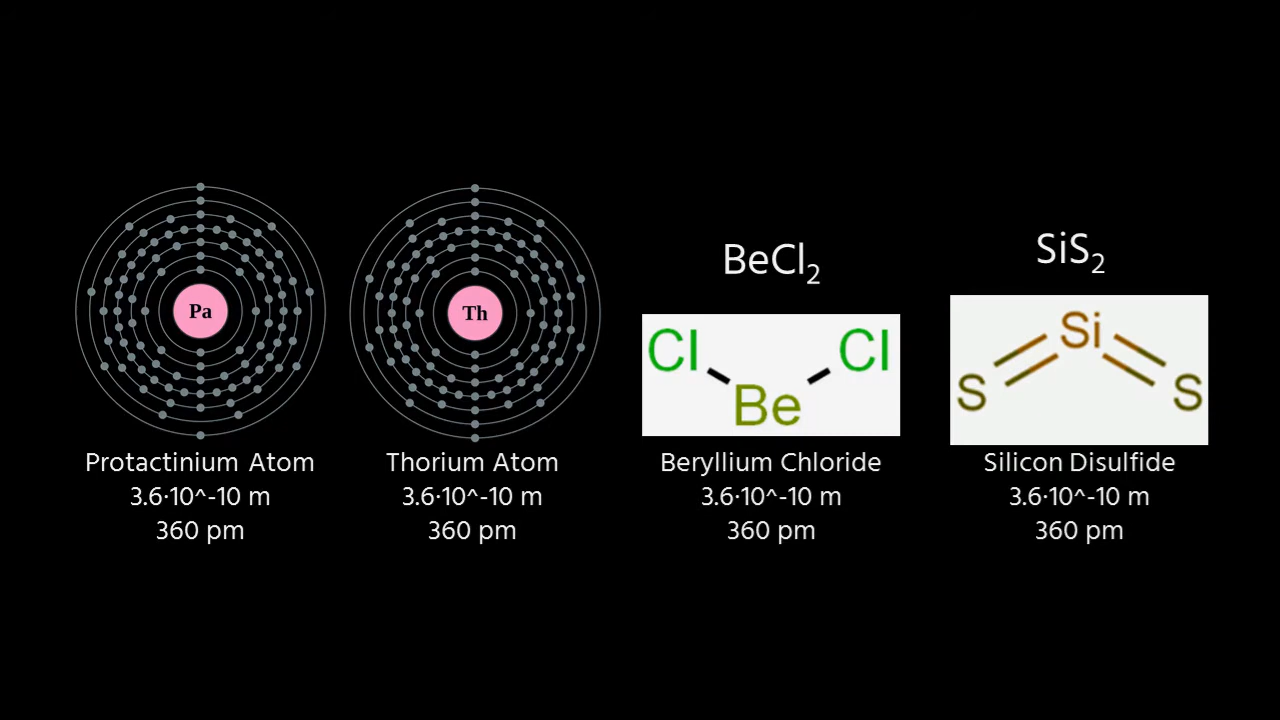 Pa
Protactinium Atom
3.6·10^-10 m
360 pm
Th
Thorium Atom
3.6·10^-10 m
360 pm
BeCl₂
Cl Cl
Be
Beryllium Chloride
3.6·10^-10 m
360 pm
SiS₂
Si
S S
Silicon Disulfide
3.6·10^-10 m
360 pm